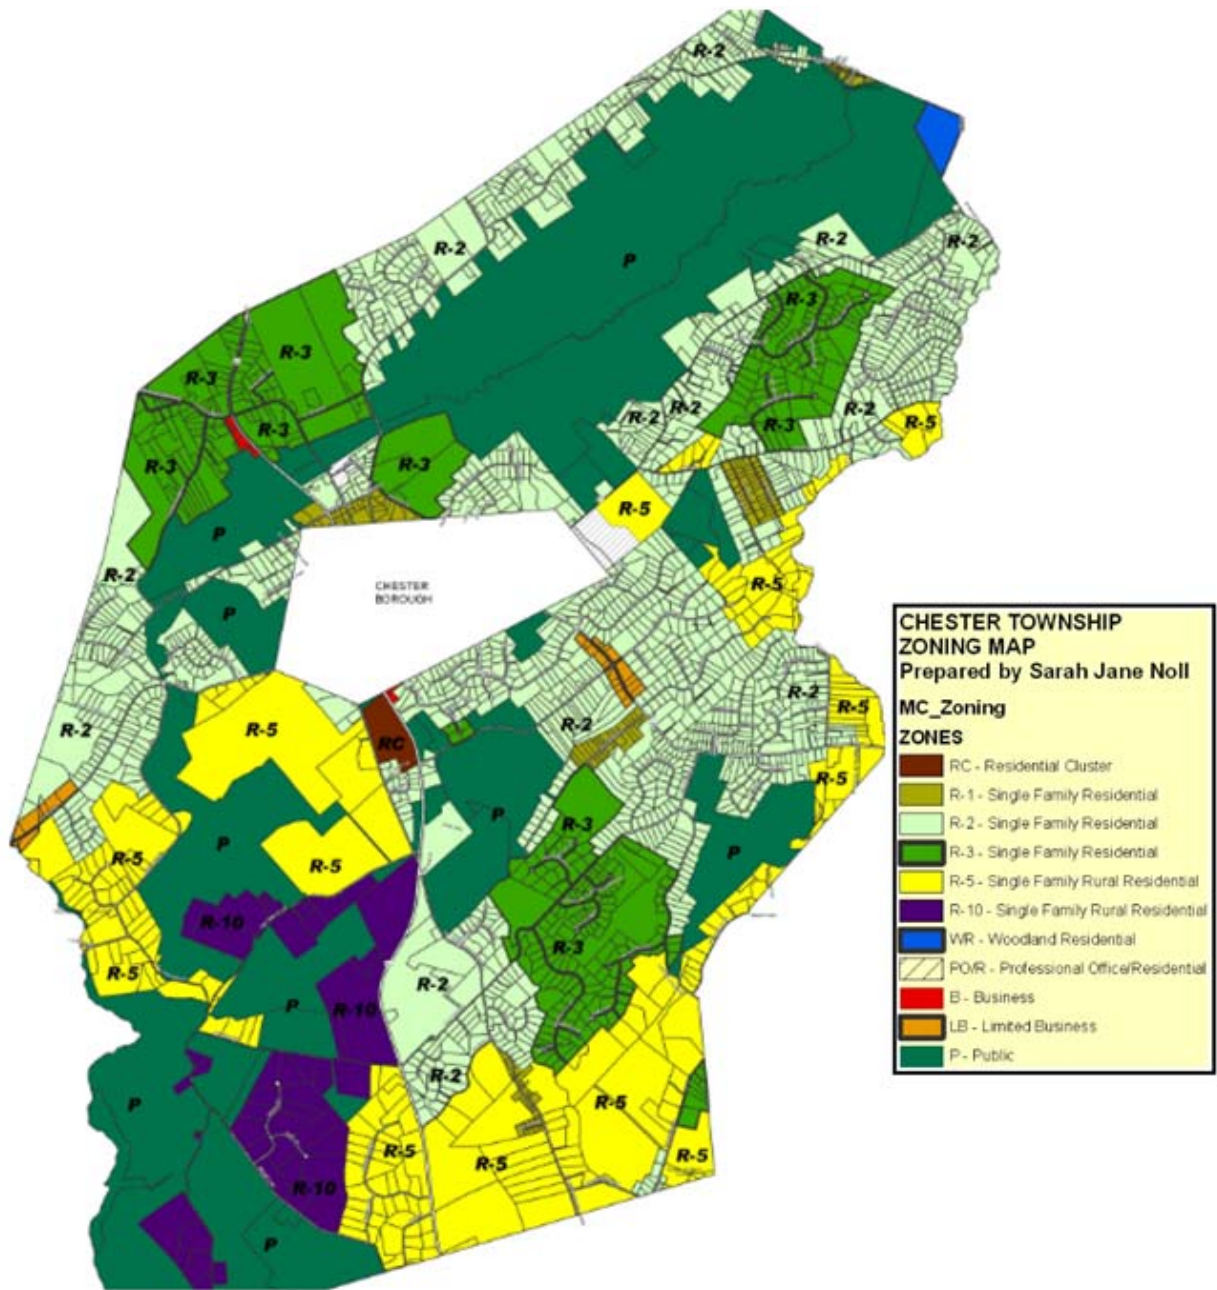 R-2
R-2
P
R-2
R-2
R-3
R-3
R-3
R-2
R-2
R-2
R-3
R-3
R-5
R-3
R-3
R-5
P
R-2
R-5
CHESTER
BOROUGH
P
R-2
R-5
R-2
R-5
R-2
RC
R-5
P
R-3
P
R-5
P
R-5
R-10
R-3
R-5
R-2
P
R-10
R-2
P
R-5
R-5
R-5
R-5
R-10
P
CHESTER TOWNSHIP
ZONING MAP
Prepared by Sarah Jane Noll
MC_Zoning
ZONES
RC - Residential Cluster
R-1 - Single Family Residential
R-2 - Single Family Residential
R-3 - Single Family Residential
R-5 - Single Family Rural Residential
R-10 - Single Family Rural Residential
WR - Woodland Residential
PO/R - Professional Office/Residential
B - Business
LB - Limited Business
P - Public